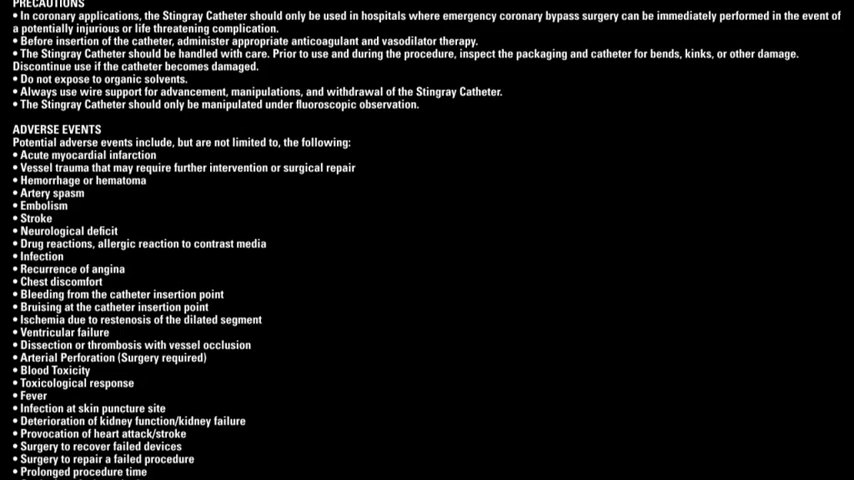 PRECAUTIONS
• In coronary applications, the Stingray Catheter should only be used in hospitals where emergency coronary bypass surgery can be immediately performed in the event of
a potentially injurious or life threatening complication.
• Before insertion of the catheter, administer appropriate anticoagulant and vasodilator therapy.
• The Stingray Catheter should be handled with care. Prior to use and during the procedure, inspect the packaging and catheter for bends, kinks, or other damage.
Discontinue use if the catheter becomes damaged.
• Do not expose to organic solvents.
• Always use wire support for advancement, manipulations, and withdrawal of the Stingray Catheter.
• The Stingray Catheter should only be manipulated under fluoroscopic observation.
ADVERSE EVENTS
Potential adverse events include, but are not limited to, the following:
• Acute myocardial infarction
• Vessel trauma that may require further intervention or surgical repair
• Hemorrhage or hematoma
• Artery spasm
• Embolism
• Stroke
• Neurological deficit
• Drug reactions, allergic reaction to contrast media
• Infection
• Recurrence of angina
• Chest discomfort
• Bleeding from the catheter insertion point
• Bruising at the catheter insertion point
• Ischemia due to restenosis of the dilated segment
• Ventricular failure
• Dissection or thrombosis with vessel occlusion
• Arterial Perforation (Surgery required)
• Blood Toxicity
• Toxicological response
• Fever
• Infection at skin puncture site
• Deterioration of kidney function/kidney failure
• Provocation of heart attack/stroke
• Surgery to recover failed devices
• Surgery to repair a failed procedure
• Prolonged procedure time